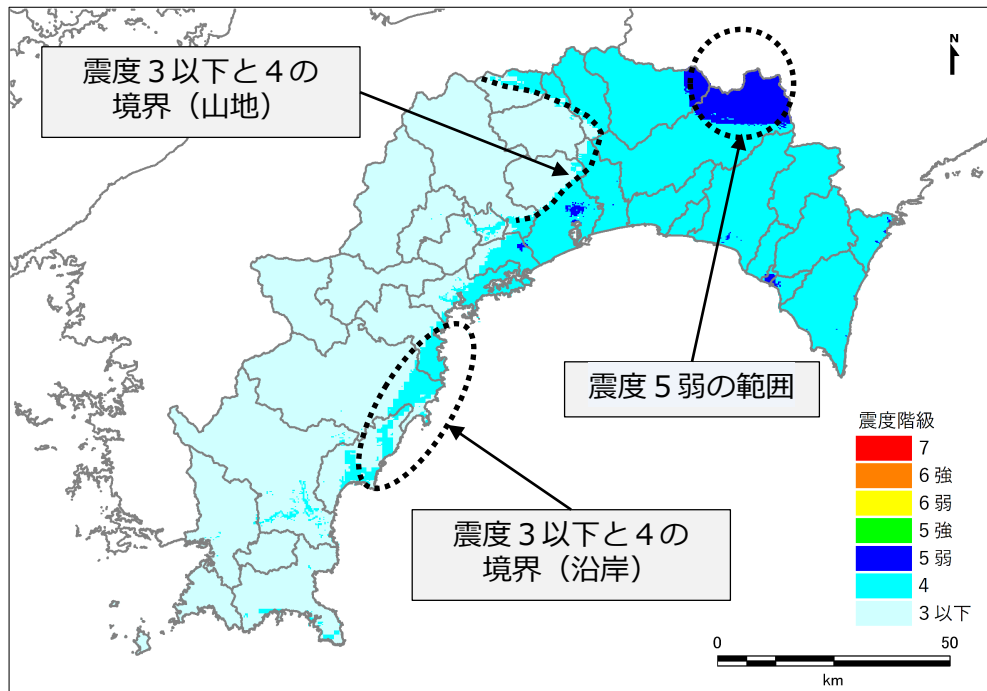 N
震度３以下と４の
境界（山地）
震度５弱の範囲
震度３以下と４の
境界（沿岸）
震度階級
7
6 強
6 弱
5 強
5 弱
4
3 以下
0 50
km